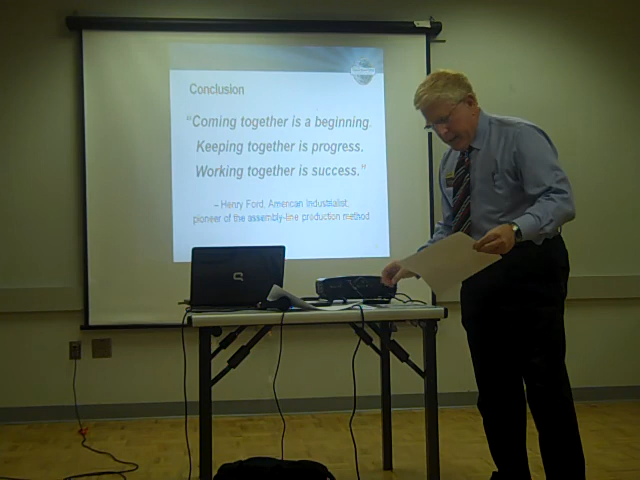 Conclusion
“Coming together is a beginning.
Keeping together is progress.
Working together is success.”
– Henry Ford, American Industrialist,
pioneer of the assembly-line production method